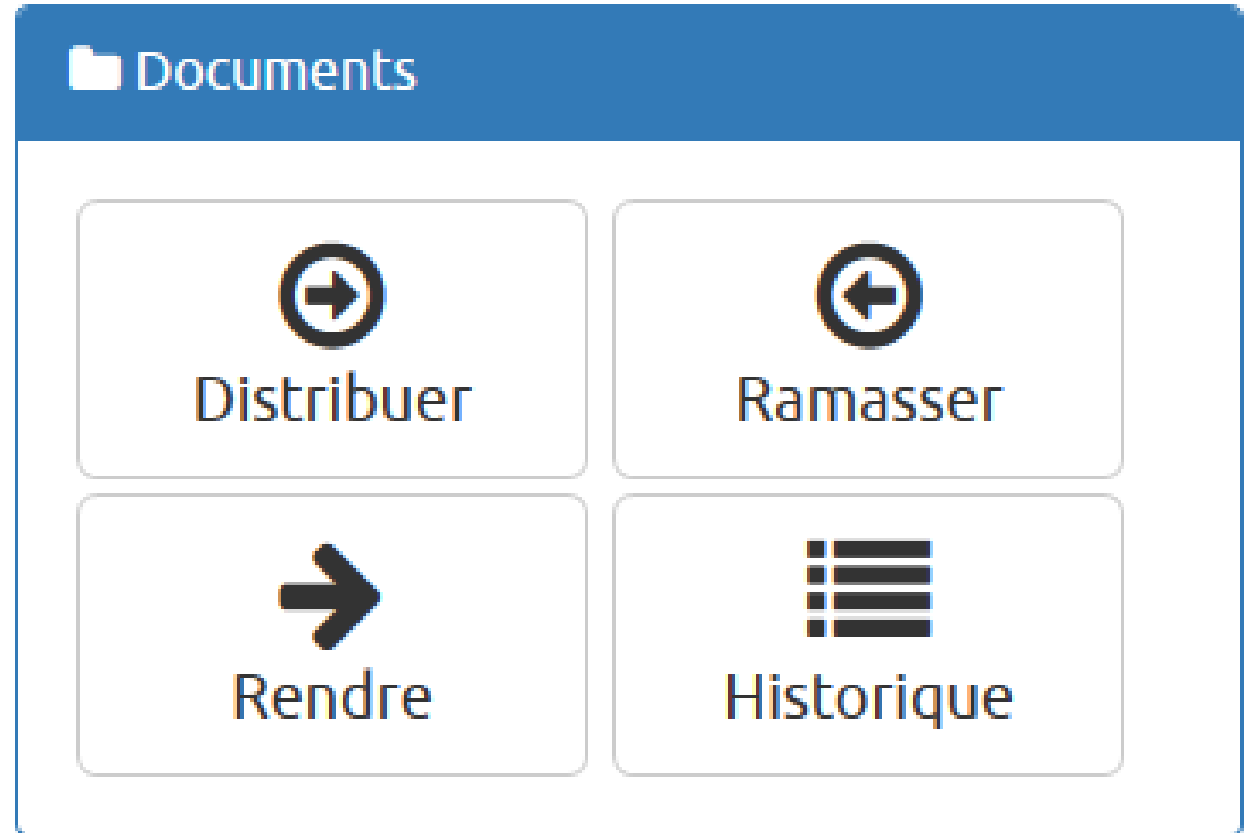 Documents
Distribuer
Ramasser
Rendre
Historique